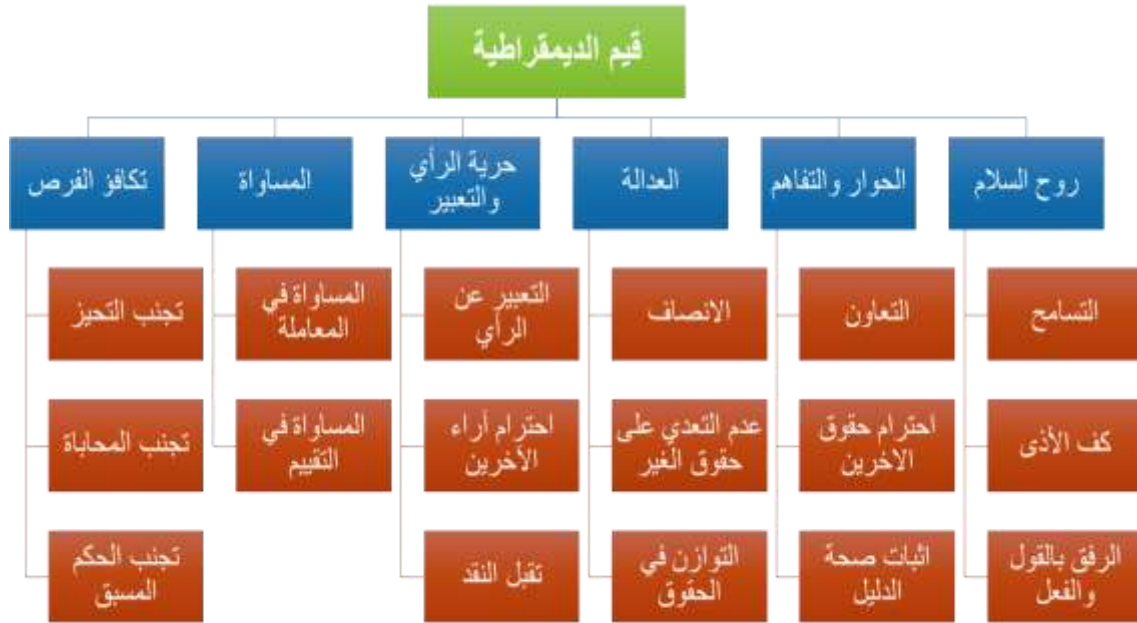 قيم الديمقراطية
روح السلام
الحوار والتفاهم
العدالة
حرية الرأي
والتعبير
المساواة
تكافؤ الفرص
التسامح
التعاون
الانصاف
التعبير عن
الرأي
المساواة في
المعاملة
تجنب التحيز
كف الأذى
احترام حقوق
الاخرين
عدم التعدي على
حقوق الغير
احترام أراء
الأخرين
المساواة في
التقييم
تجنب المحاباة
الرفق بالقول
والفعل
اثبات صحة
الدليل
التوازن في
الحقوق
تقبل النقد
تجنب الحكم
المسبق